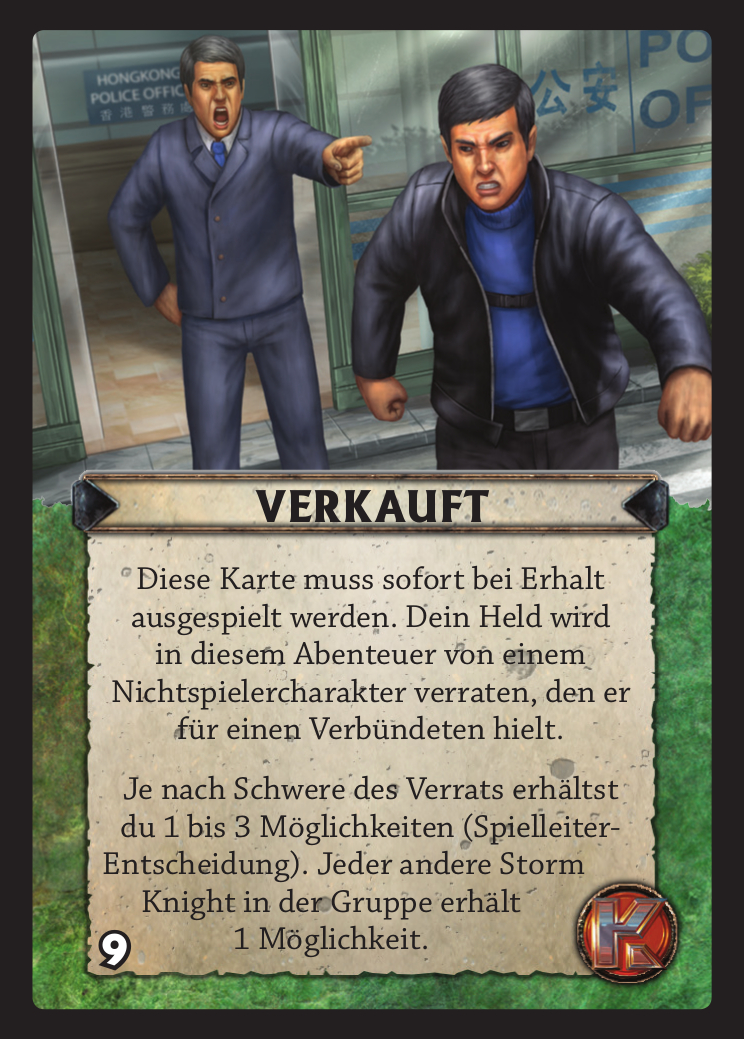 HONGKONG
POLICE OFFIC
香港警務
公安
PO
OF
VERKAUFT
Diese Karte muss sofort bei Erhalt
ausgespielt werden. Dein Held wird
in diesem Abenteuer von einem
Nichtspielercharakter verraten, den er
für einen Verbündeten hielt.
Je nach Schwere des Verrats erhältst
du 1 bis 3 Möglichkeiten (Spielleiter-
Entscheidung). Jeder andere Storm
Knight in der Gruppe erhält
1 Möglichkeit.
9
K